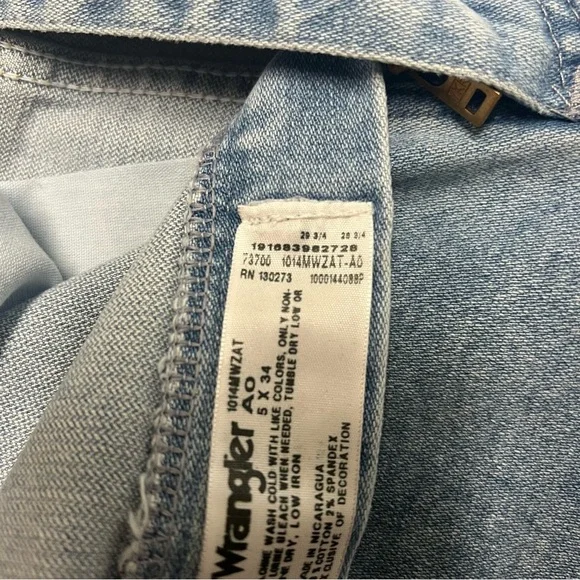 29 3/4 28 3/4
191683982728
73700 1014MWZAT-A0
RN 130273 1000144088P
Wrangler
1014MWZAT
A0
5 X 34
WASH COLD WITH LIKE COLORS, ONLY NON-
BLEACH WHEN NEEDED, TUMBLE DRY LOW OR
DRY, LOW IRON
IN NICARAGUA
COTTON 2% SPANDEX
OF DECORATION